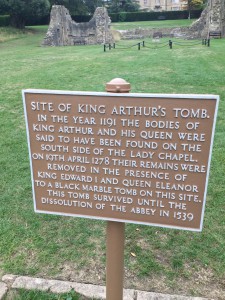 SITE OF KING ARTHUR'S TOMB.
IN THE YEAR 1191 THE BODIES OF
KING ARTHUR AND HIS QUEEN WERE
SAID TO HAVE BEEN FOUND ON THE
SOUTH SIDE OF THE LADY CHAPEL.
ON 19TH APRIL 1278 THEIR REMAINS WERE
REMOVED IN THE PRESENCE OF
KING EDWARD I AND QUEEN ELEANOR
TO A BLACK MARBLE TOMB ON THIS SITE.
THIS TOMB SURVIVED UNTIL THE
DISSOLUTION OF THE ABBEY IN 1539